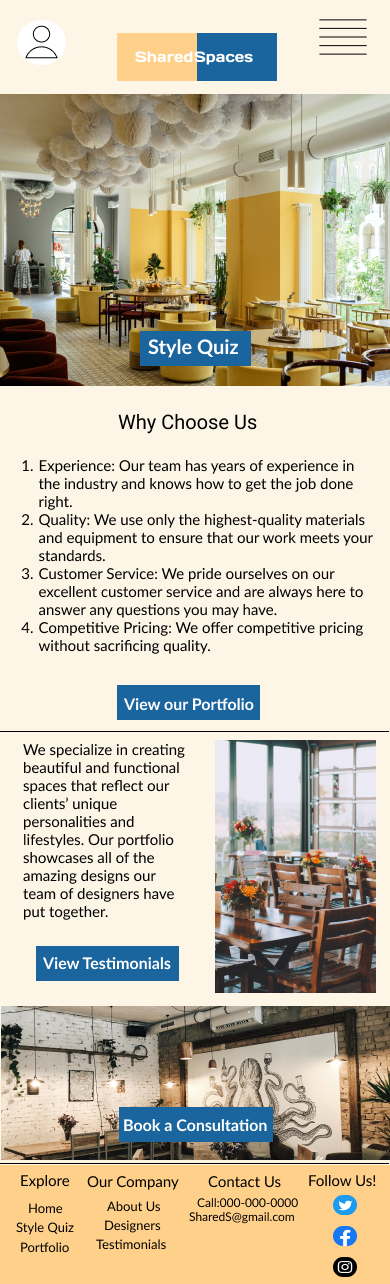 SharedSpaces
Style Quiz
Why Choose Us
1. Experience: Our team has years of experience in
the industry and knows how to get the job done
right.
2. Quality: We use only the highest-quality materials
and equipment to ensure that our work meets your
standards.
3. Customer Service: We pride ourselves on our
excellent customer service and are always here to
answer any questions you may have.
4. Competitive Pricing: We offer competitive pricing
without sacrificing quality.
View our Portfolio
We specialize in creating
beautiful and functional
spaces that reflect our
clients’ unique
personalities and
lifestyles. Our portfolio
showcases all of the
amazing designs our
team of designers have
put together.
View Testimonials
Book a Consultation
Explore
Home
Style Quiz
Portfolio
Our Company
About Us
Designers
Testimonials
Contact Us
Call:000-000-0000
SharedS@gmail.com
Follow Us!